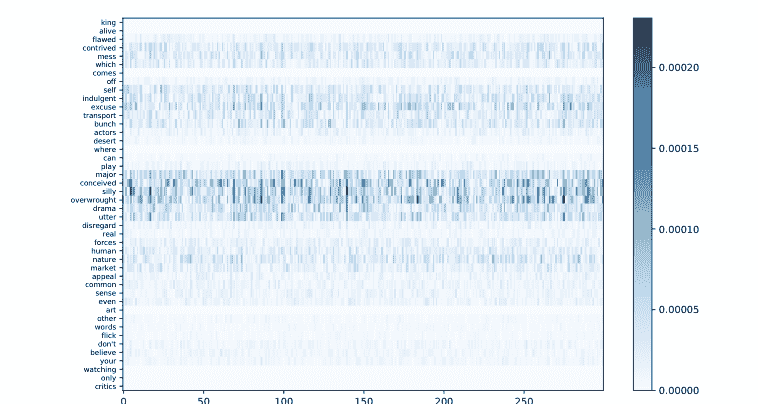 king
alive
flawed
contrived
mess
which
comes
off
self
indulgent
excuse
transport
bunch
actors
desert
where
can
play
major
conceived
silly
overwrought
drama
utter
disregard
real
forces
human
nature
market
appeal
common
sense
even
art
other
words
flick
don't
believe
your
watching
only
critics
0 50 100 150 200 250
0.00020
0.00015
0.00010
0.00005
0.00000